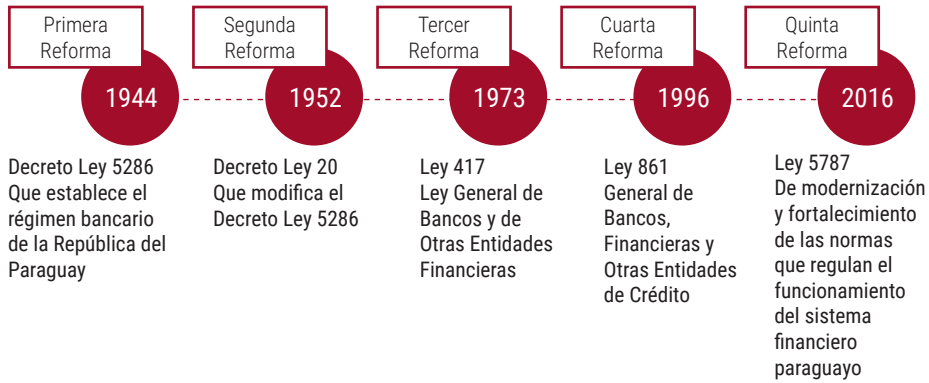 Primera
Reforma
1944
Decreto Ley 5286
Que establece el
régimen bancario
de la República del
Paraguay
Segunda
Reforma
1952
Decreto Ley 20
Que modifica el
Decreto Ley 5286
Tercer
Reforma
1973
Ley 417
Ley General de
Bancos y de
Otras Entidades
Financieras
Cuarta
Reforma
1996
Ley 861
General de
Bancos,
Financieras y
Otras Entidades
de Crédito
Quinta
Reforma
2016
Ley 5787
De modernización
y fortalecimiento
de las normas
que regulan el
funcionamiento
del sistema
financiero
paraguayo